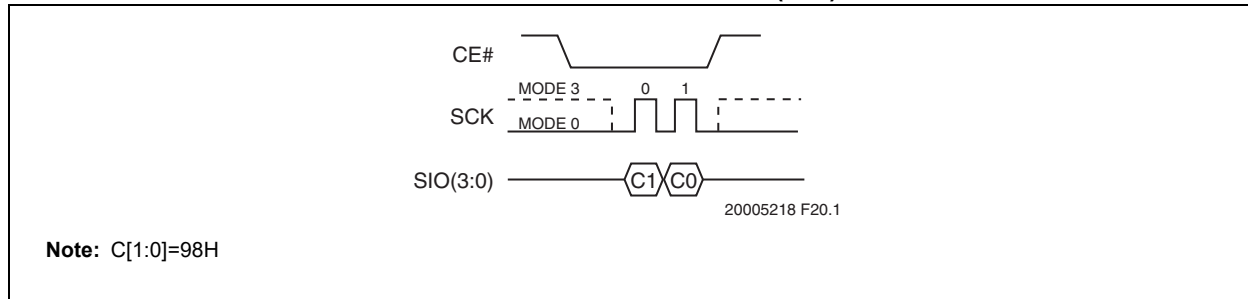 CE#
MODE 3 0 1
SCK
MODE 0
SIO(3:0) C1 C0
20005218 F20.1
Note: C[1:0]=98H